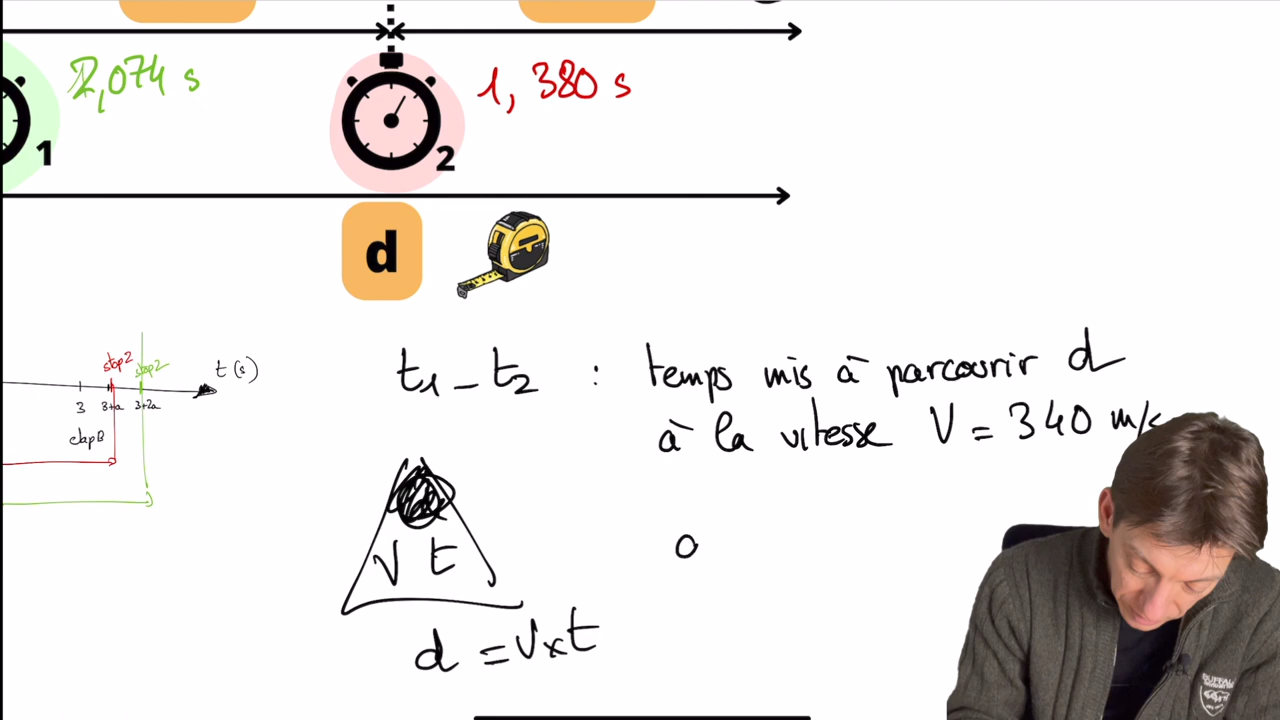 2,074 s
1,380 s
1
2
d
stop2
stop2
t (s)
3
3+a
3+2a
clap B
t1 - t2 : temps mis à parcourir d
à la vitesse V = 340 m/s
d
V t
d = V x t